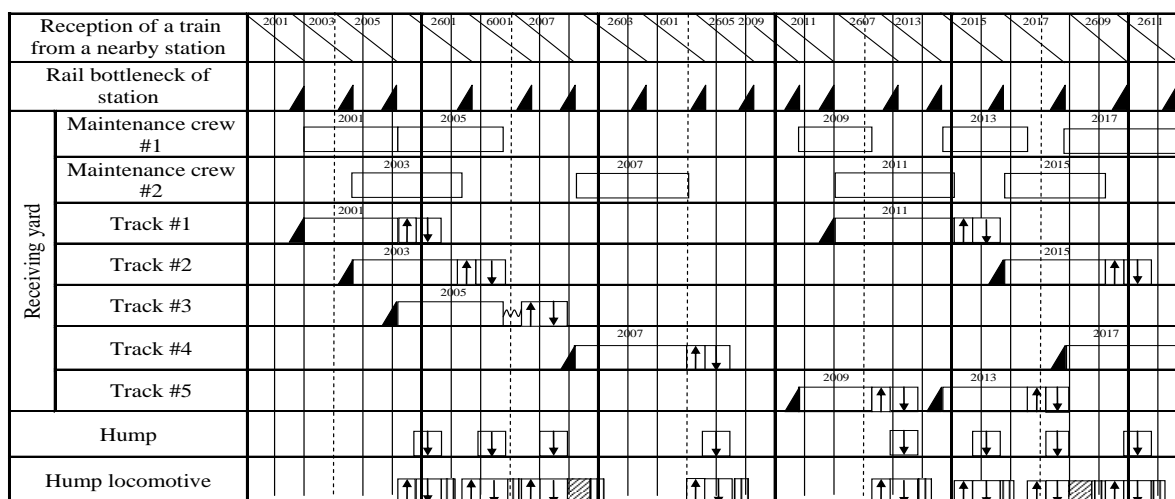 Reception of a train
from a nearby station
2001 2003 2005 2601 6001 2007 2603 601 2605 2009 2011 2607 2013 2015 2017 2609 2611
Rail bottleneck of
station
Receiving yard
Maintenance crew
#1
2001 2005 2009 2013 2017
Maintenance crew
#2
2003 2007 2011 2015
Track #1
2001 2011
Track #2
2003 2015
Track #3
2005
Track #4
2007 2017
Track #5
2009 2013
Hump
Hump locomotive